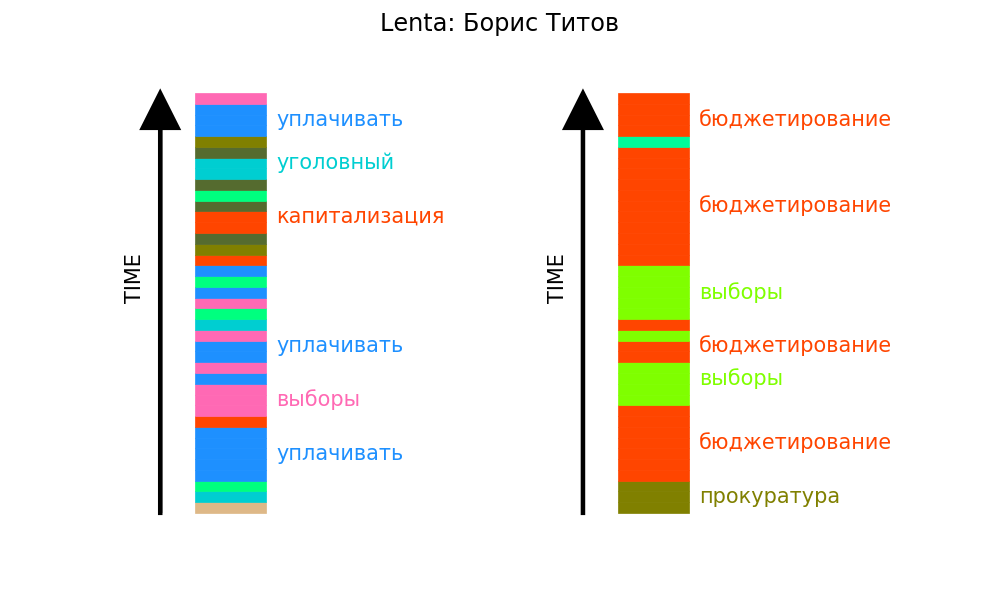 Lenta: Борис Титов
TIME
уплачивать
уголовный
капитализация
уплачивать
выборы
уплачивать
TIME
бюджетирование
бюджетирование
выборы
бюджетирование
выборы
бюджетирование
прокуратура